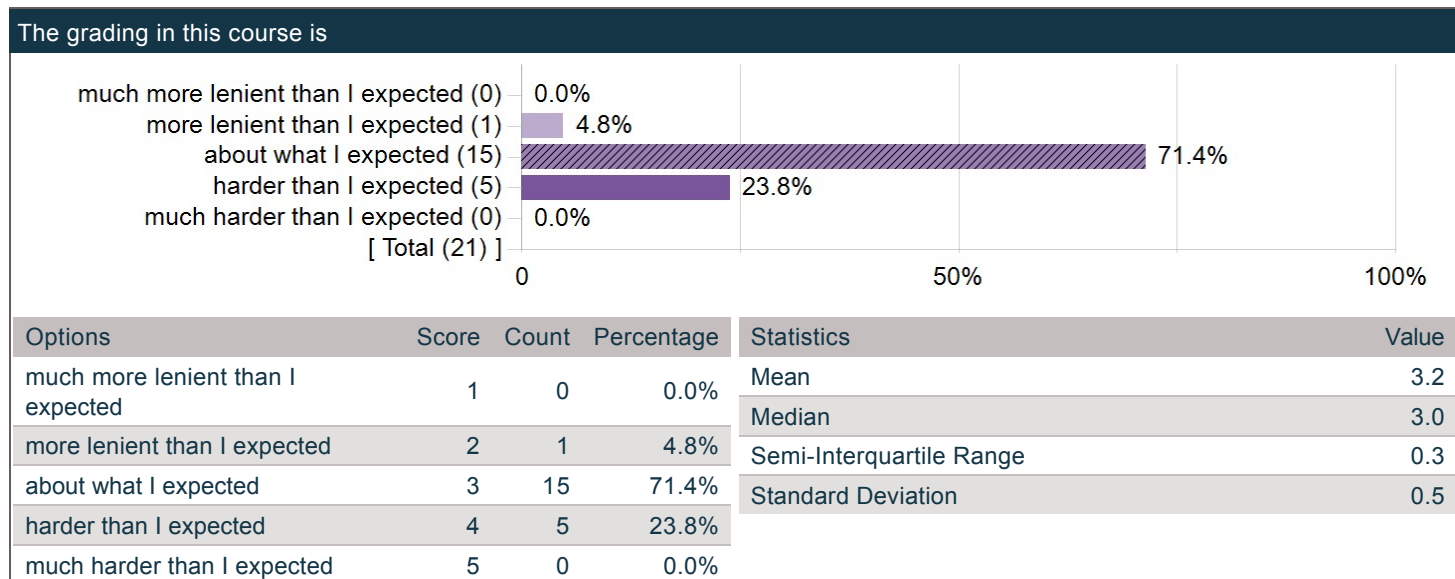 The grading in this course is
much more lenient than I expected (0) 0.0%
more lenient than I expected (1) 4.8%
about what I expected (15) 71.4%
harder than I expected (5) 23.8%
much harder than I expected (0) 0.0%
[ Total (21) ]
0 50% 100%
Options Score Count Percentage
much more lenient than I
expected 1 0 0.0%
more lenient than I expected 2 1 4.8%
about what I expected 3 15 71.4%
harder than I expected 4 5 23.8%
much harder than I expected 5 0 0.0%
Statistics Value
Mean 3.2
Median 3.0
Semi-Interquartile Range 0.3
Standard Deviation 0.5